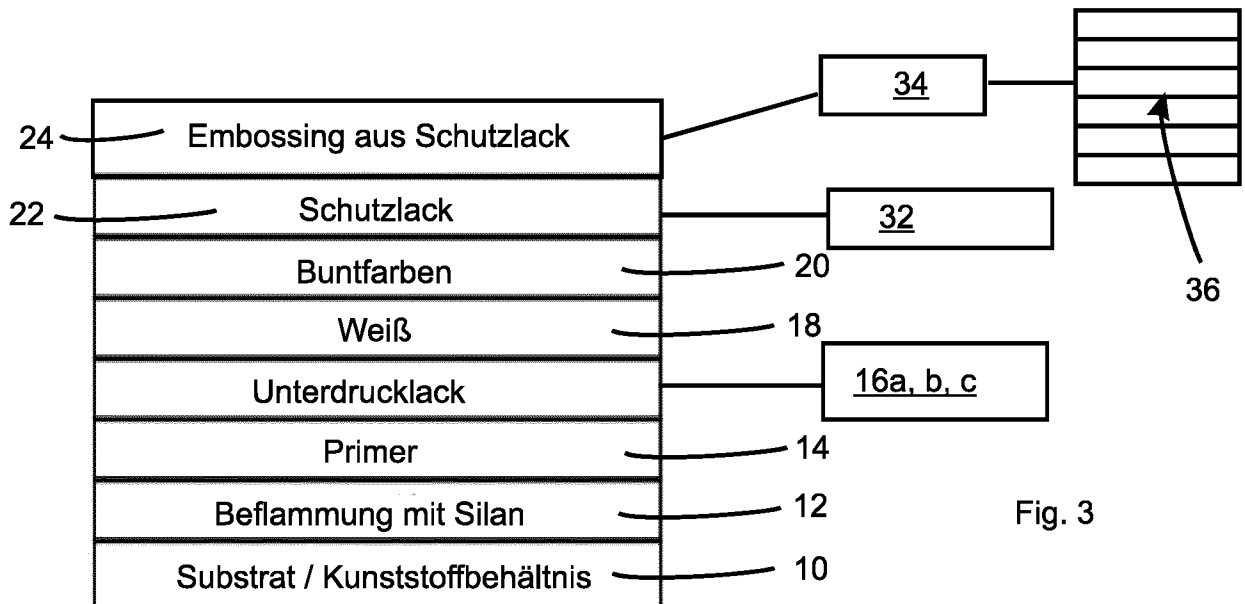 34
24
Embossing aus Schutzlack
22
Schutzlack
32
Buntfarben
20
36
Weiß
18
Unterdrucklack
16a, b, c
Primer
14
Beflammung mit Silan
12
Fig. 3
Substrat / Kunststoffbehältnis
10